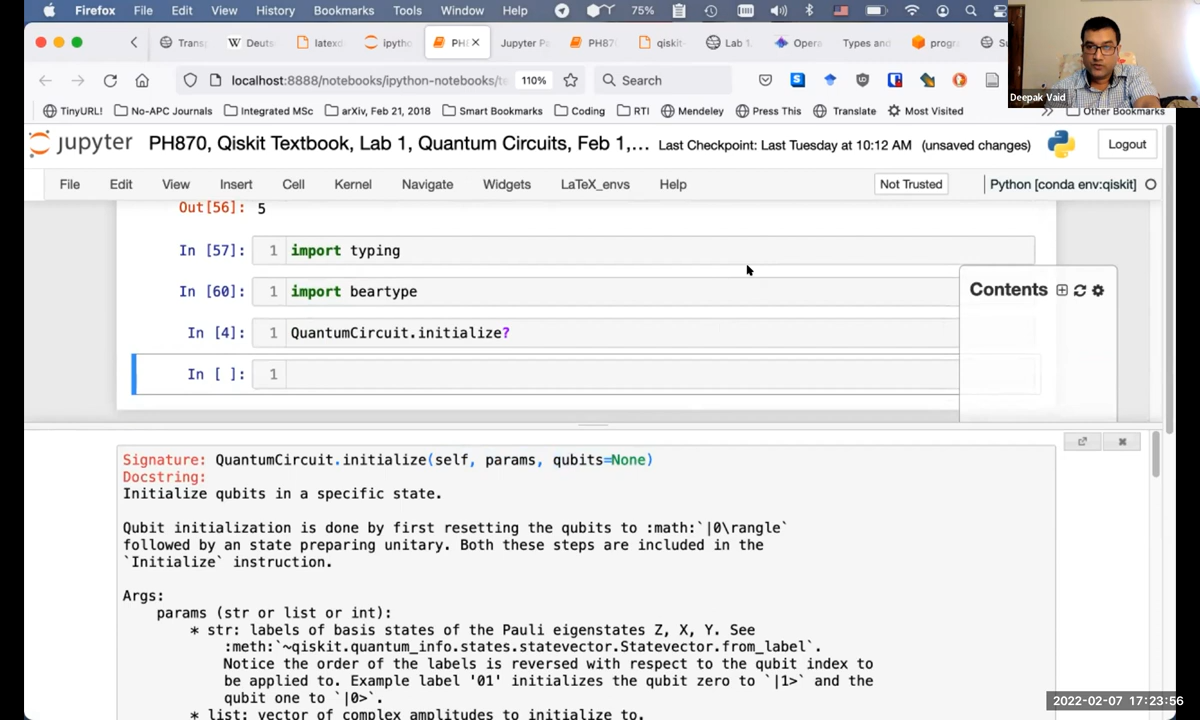 Firefox File Edit View History Bookmarks Tools Window Help 75%
Trans Deuts latexd ipytho PH Jupyter Pa PH87 qiskit- Lab 1 Opera Types and progr Su
localhost:8888/notebooks/ipython-notebooks/te 110% Search
TinyURL! No-APC Journals Integrated MSc arXiv, Feb 21, 2018 Smart Bookmarks Coding RTI Mendeley Press This Translate Most Visited Other Bookmarks
Deepak Vaid
jupyter PH870, Qiskit Textbook, Lab 1, Quantum Circuits, Feb 1,... Last Checkpoint: Last Tuesday at 10:12 AM (unsaved changes) Logout
File Edit View Insert Cell Kernel Navigate Widgets LaTeX_envs Help Not Trusted Python [conda env:qiskit]
Out[56]: 5
In [57]: 1 import typing
In [60]: 1 import beartype
Contents
In [4]: 1 QuantumCircuit.initialize?
In [ ]: 1
Signature: QuantumCircuit.initialize(self, params, qubits=None)
Docstring:
Initialize qubits in a specific state.
Qubit initialization is done by first resetting the qubits to :math:`|0\rangle`
followed by an state preparing unitary. Both these steps are included in the
`Initialize` instruction.
Args:
params (str or list or int):
* str: labels of basis states of the Pauli eigenstates Z, X, Y. See
:meth:`~qiskit.quantum_info.states.statevector.Statevector.from_label`.
Notice the order of the labels is reversed with respect to the qubit index to
be applied to. Example label '01' initializes the qubit zero to `|1>` and the
qubit one to `|0>`.
* list: vector of complex amplitudes to initialize to.
2022-02-07 17:23:56